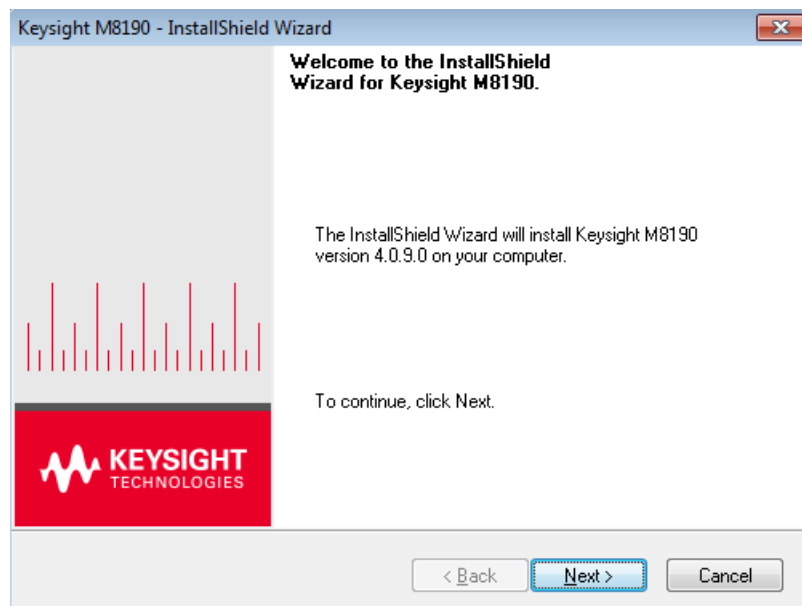 Keysight M8190 - InstallShield Wizard
Welcome to the InstallShield
Wizard for Keysight M8190.
The InstallShield Wizard will install Keysight M8190
version 4.0.9.0 on your computer.
To continue, click Next.
KEYSIGHT
TECHNOLOGIES
< Back
Next >
Cancel